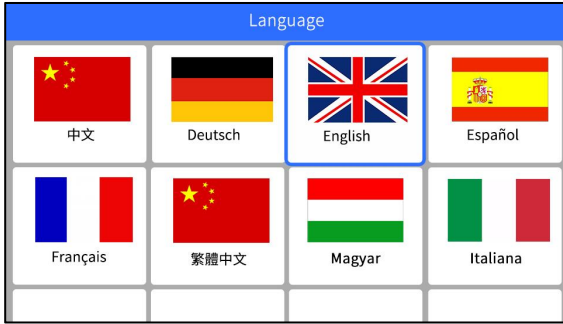 Language
中文
Deutsch
English
Español
Français
繁體中文
Magyar
Italiana